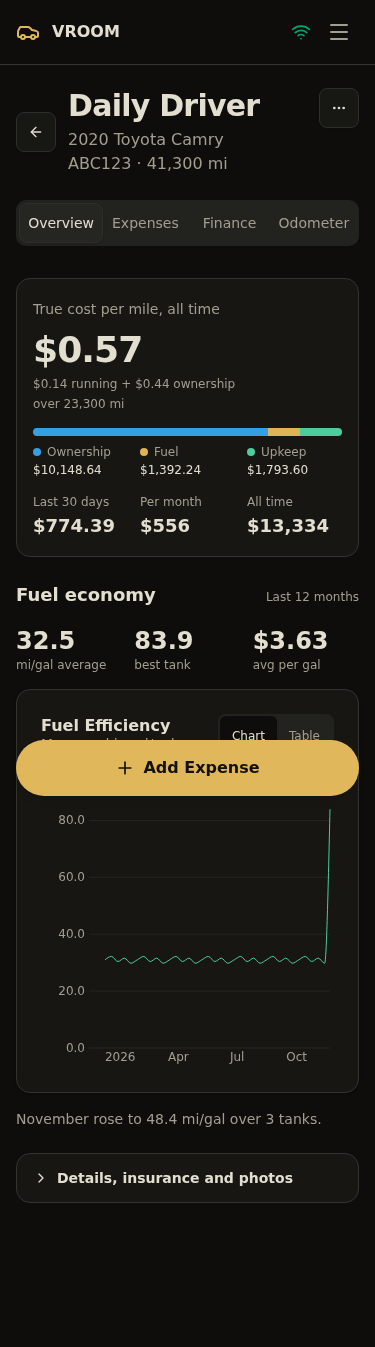 VROOM
Daily Driver
2020 Toyota Camry
ABC123 · 41,300 mi
Overview Expenses Finance Odometer
True cost per mile, all time
$0.57
$0.14 running + $0.44 ownership
over 23,300 mi
Ownership Fuel Upkeep
$10,148.64 $1,392.24 $1,793.60
Last 30 days Per month All time
$774.39 $556 $13,334
Fuel economy Last 12 months
32.5 83.9 $3.63
mi/gal average best tank avg per gal
Fuel Efficiency Chart Table
Add Expense
80.0
60.0
40.0
20.0
0.0
2026 Apr Jul Oct
November rose to 48.4 mi/gal over 3 tanks.
Details, insurance and photos